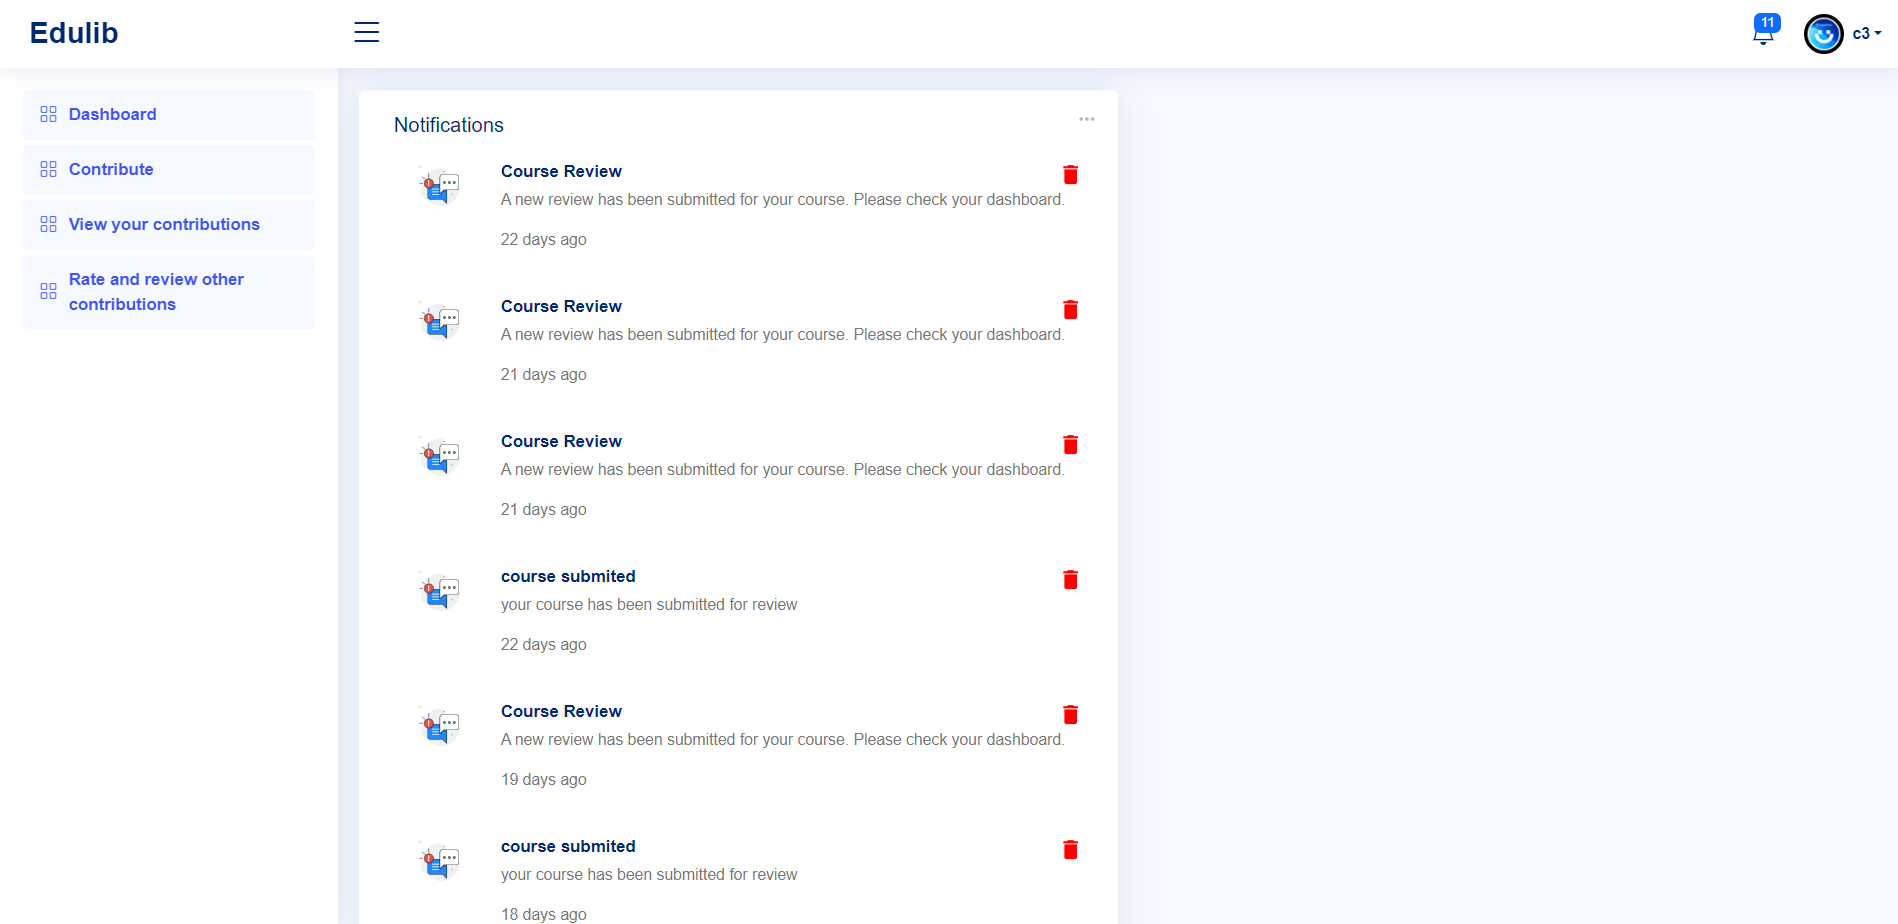 Edulib
11
c3
Dashboard
Contribute
View your contributions
Rate and review other
contributions
Notifications
Course Review
A new review has been submitted for your course. Please check your dashboard.
22 days ago
Course Review
A new review has been submitted for your course. Please check your dashboard.
21 days ago
Course Review
A new review has been submitted for your course. Please check your dashboard.
21 days ago
course submited
your course has been submitted for review
22 days ago
Course Review
A new review has been submitted for your course. Please check your dashboard.
19 days ago
course submited
your course has been submitted for review
18 days ago